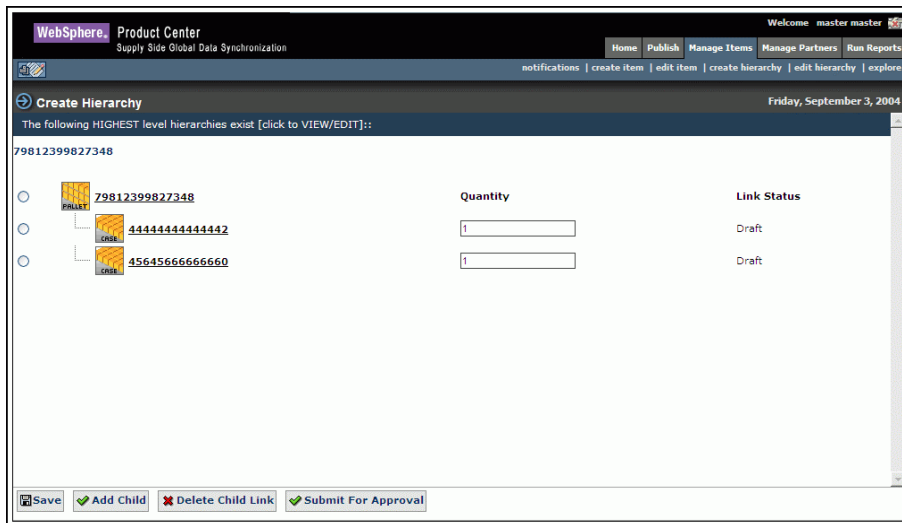 Welcome master master
WebSphere. Product Center
Supply Side Global Data Synchronization
Home Publish Manage Items Manage Partners Run Reports
notifications | create item | edit item | create hierarchy | edit hierarchy | explore
Create Hierarchy Friday, September 3, 2004
The following HIGHEST level hierarchies exist [click to VIEW/EDIT]::
79812399827348
PALLET 79812399827348 Quantity Link Status
CASE 44444444444442 1 Draft
CASE 45645666666660 1 Draft
Save Add Child Delete Child Link Submit For Approval